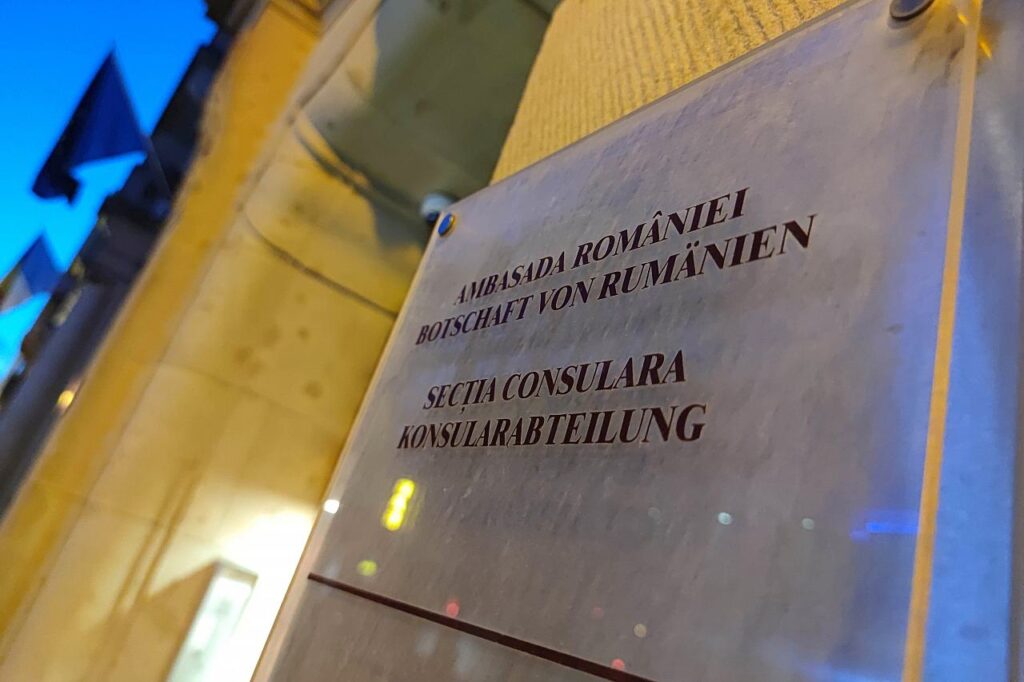 AMBASADA ROMÂNIEI
BOTSCHAFT VON RUMÄNIEN
SECȚIA CONSULARA
KONSULARABTEILUNG